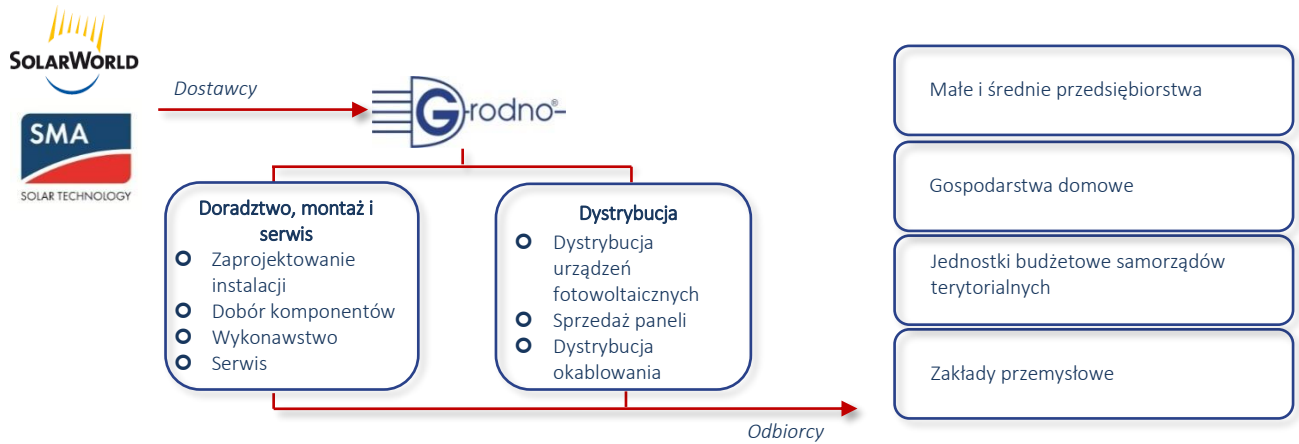 SOLARWORLD
SMA
SOLAR TECHNOLOGY
Dostawcy
Grodno®
Doradztwo, montaż i
serwis
Zaprojektowanie
instalacji
Dobór komponentów
Wykonawstwo
Serwis
Dystrybucja
Dystrybucja
urządzeń
fotowoltaicznych
Sprzedaż paneli
Dystrybucja
okablowania
Odbiorcy
Małe i średnie przedsiębiorstwa
Gospodarstwa domowe
Jednostki budżetowe samorządów
terytorialnych
Zakłady przemysłowe